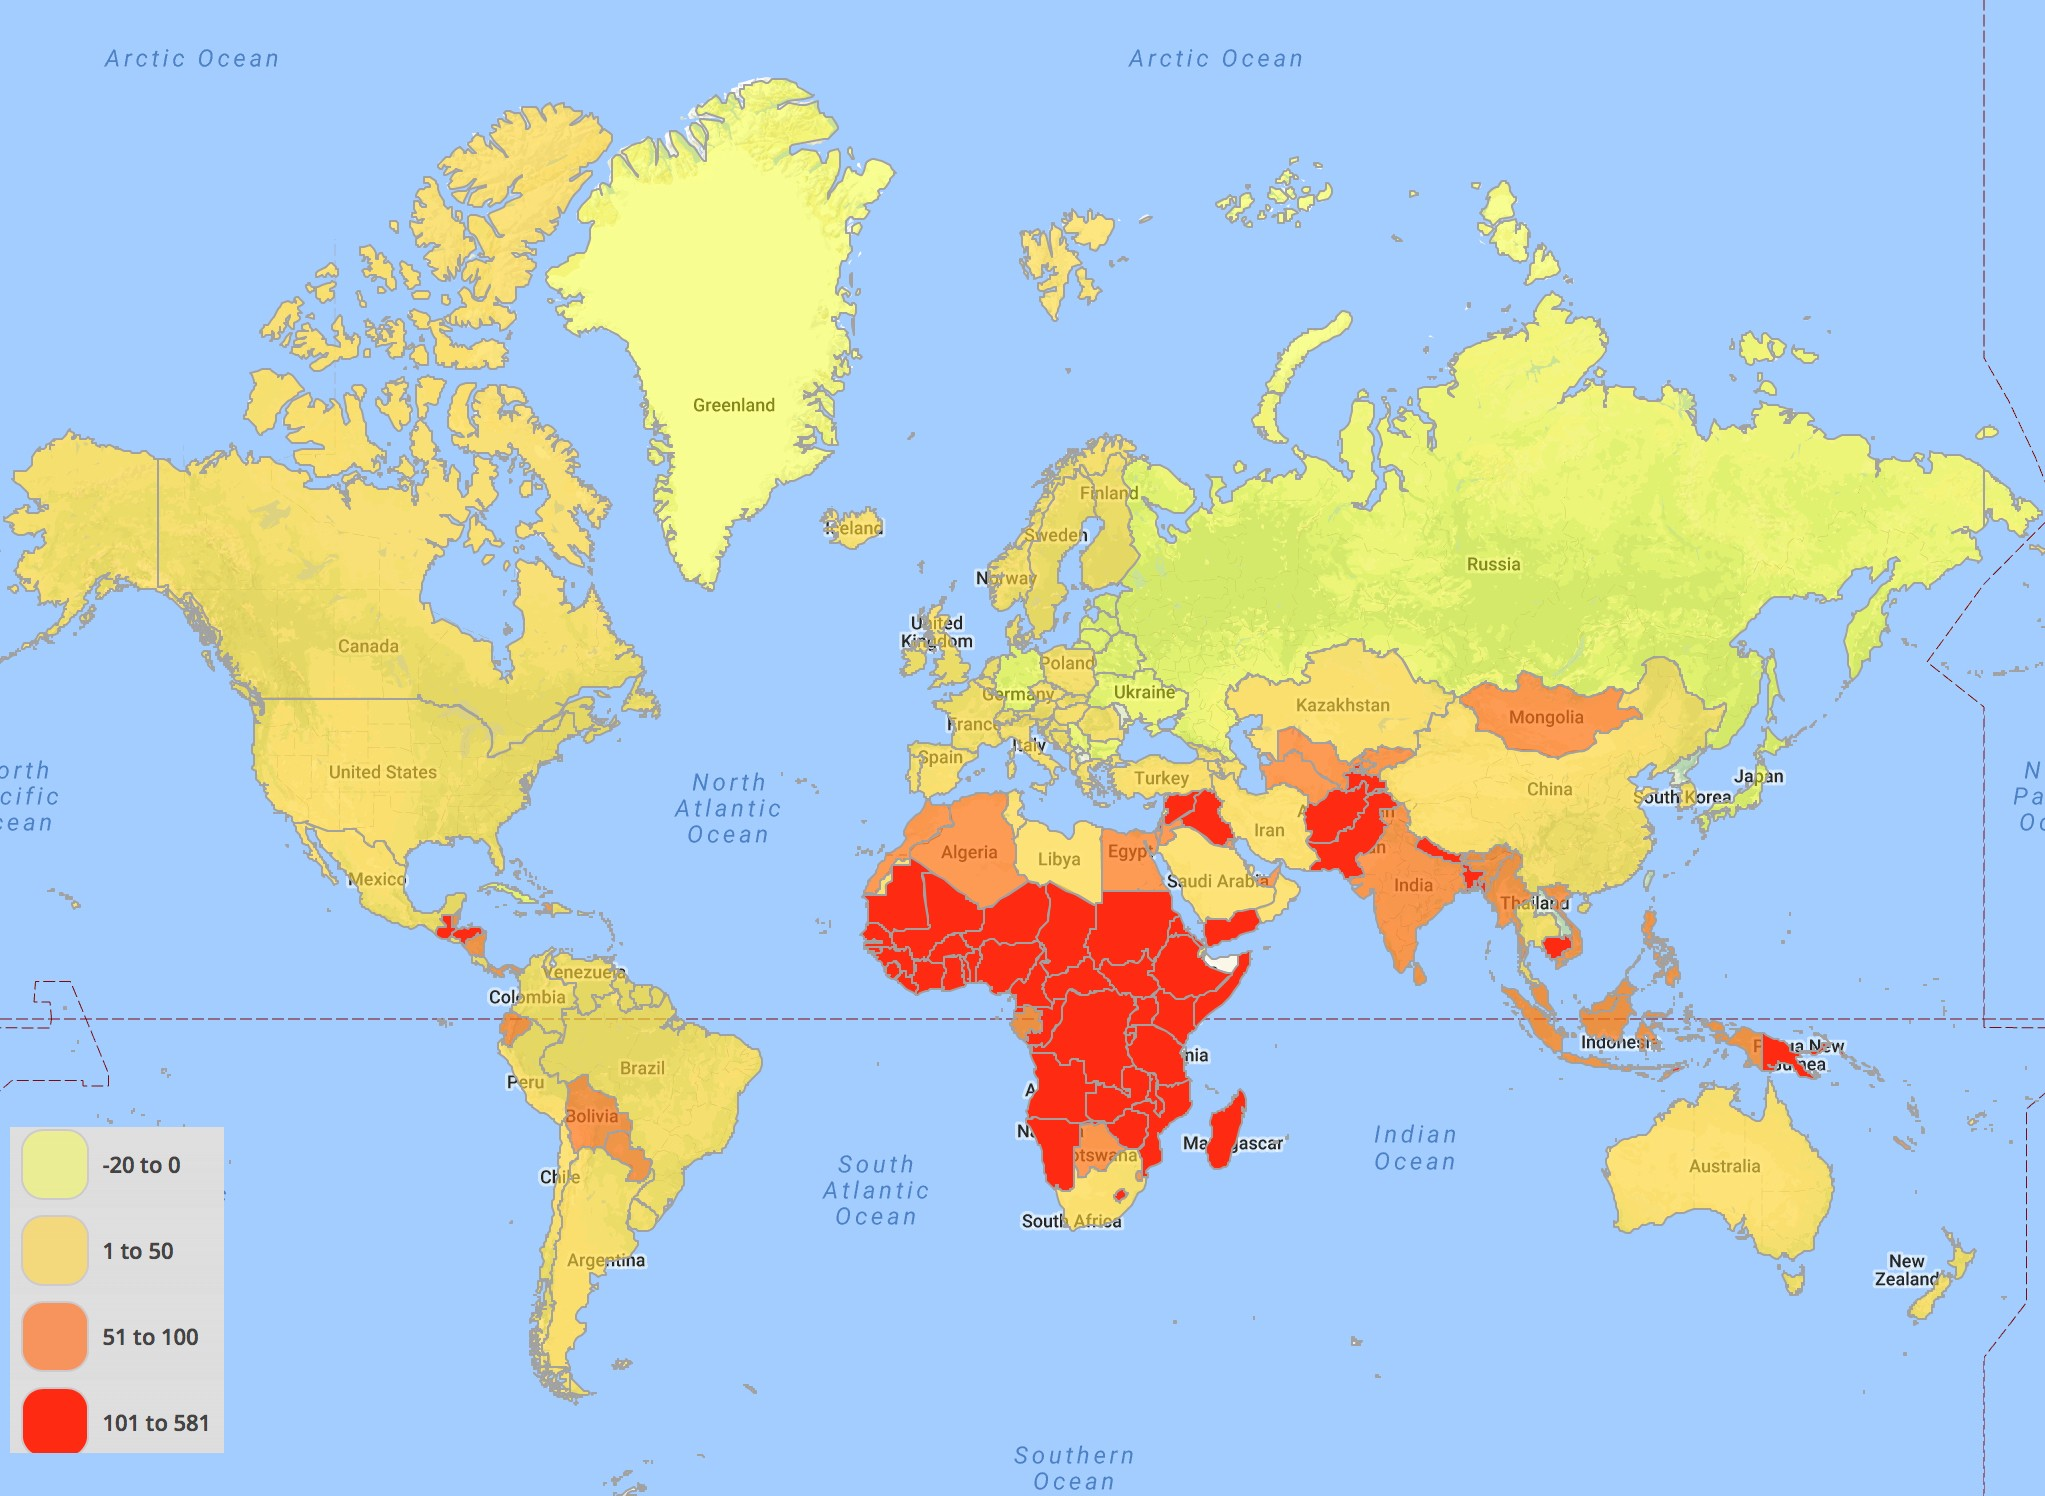 Arctic Ocean
Arctic Ocean
Greenland
Finland
Iceland
Sweden
Russia
Norway
United
Kingdom
Canada
Poland
Germany
Ukraine
Kazakhstan
Mongolia
France
Italy
Spain
United States
Turkey
North
Atlantic
Ocean
Japan
China
South Korea
Iran
Algeria
Libya
Egypt
Mexico
Saudi Arabia
India
Thailand
Venezuela
Colombia
Indonesia
Brazil
Peru
Bolivia
Madagascar
Indian
Ocean
Chile
South
Atlantic
Ocean
Australia
South Africa
Argentina
New
Zealand
Southern
Ocean
-20 to 0
1 to 50
51 to 100
101 to 581